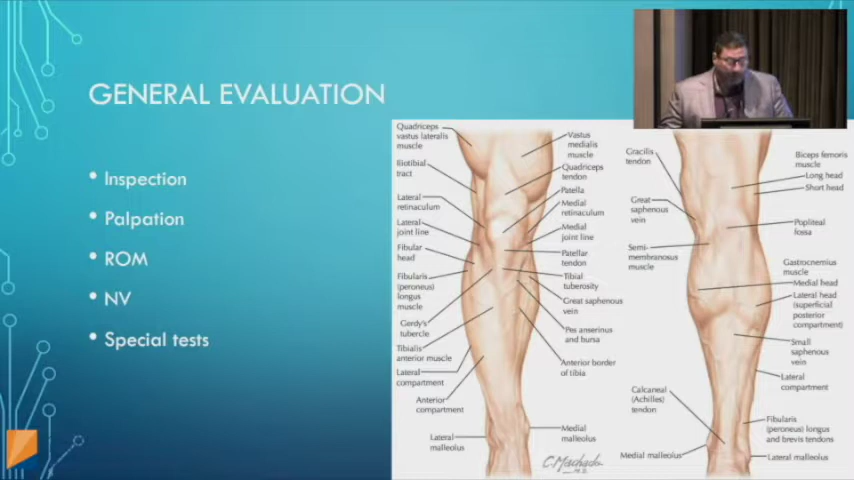 GENERAL EVALUATION
• Inspection
• Palpation
• ROM
• NV
• Special tests
Quadriceps
vastus lateralis
muscle
Iliotibial
tract
Lateral
retinaculum
Lateral
joint line
Fibular
head
Fibularis
(peroneus)
longus
muscle
Gerdy's
tubercle
Tibialis
anterior muscle
Lateral
compartment
Anterior
compartment
Lateral
malleolus
Vastus
medialis
muscle
Quadriceps
tendon
Patella
Medial
retinaculum
Medial
joint line
Patellar
tendon
Tibial
tuberosity
Great saphenous
vein
Pes anserinus
and bursa
Anterior border
of tibia
Medial
malleolus
C. Machado
M.D.
Gracilis
tendon
Great
saphenous
vein
Semi-
membranosus
muscle
Calcaneal
(Achilles)
tendon
Medial malleolus
Biceps femoris
muscle
Long head
Short head
Popliteal
fossa
Gastrocnemius
muscle
Medial head
Lateral head
(superficial
posterior
compartment)
Small
saphenous
vein
Lateral
compartment
Fibularis
(peroneus) longus
and brevis tendons
Lateral malleolus